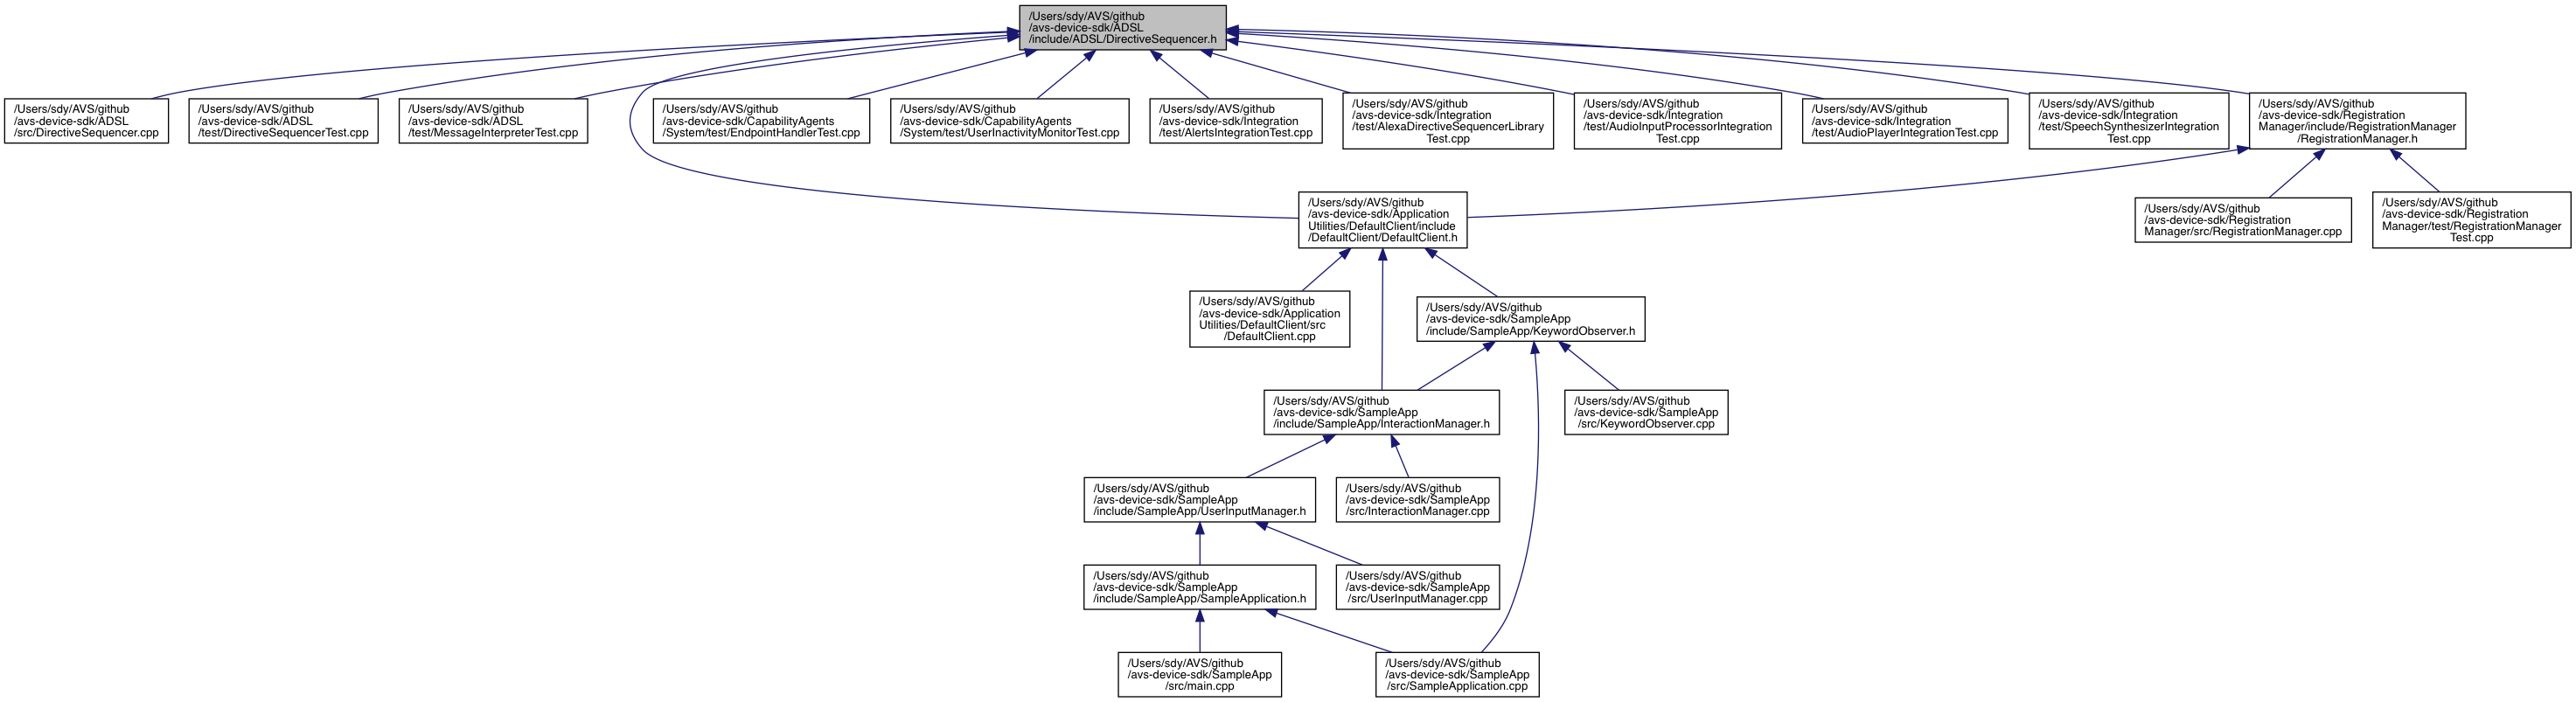 /Users/sdy/AVS/github
/avs-device-sdk/ADSL
/include/ADSL/DirectiveSequencer.h
/Users/sdy/AVS/github
/avs-device-sdk/ADSL
/src/DirectiveSequencer.cpp
/Users/sdy/AVS/github
/avs-device-sdk/ADSL
/test/DirectiveSequencerTest.cpp
/Users/sdy/AVS/github
/avs-device-sdk/ADSL
/test/MessageInterpreterTest.cpp
/Users/sdy/AVS/github
/avs-device-sdk/CapabilityAgents
/System/test/EndpointHandlerTest.cpp
/Users/sdy/AVS/github
/avs-device-sdk/CapabilityAgents
/System/test/UserInactivityMonitorTest.cpp
/Users/sdy/AVS/github
/avs-device-sdk/Integration
/test/AlertsIntegrationTest.cpp
/Users/sdy/AVS/github
/avs-device-sdk/Integration
/test/AlexaDirectiveSequencerLibrary
Test.cpp
/Users/sdy/AVS/github
/avs-device-sdk/Integration
/test/AudioInputProcessorIntegration
Test.cpp
/Users/sdy/AVS/github
/avs-device-sdk/Integration
/test/AudioPlayerIntegrationTest.cpp
/Users/sdy/AVS/github
/avs-device-sdk/Integration
/test/SpeechSynthesizerIntegration
Test.cpp
/Users/sdy/AVS/github
/avs-device-sdk/Registration
Manager/include/RegistrationManager
/RegistrationManager.h
/Users/sdy/AVS/github
/avs-device-sdk/Application
Utilities/DefaultClient/include
/DefaultClient/DefaultClient.h
/Users/sdy/AVS/github
/avs-device-sdk/Registration
Manager/src/RegistrationManager.cpp
/Users/sdy/AVS/github
/avs-device-sdk/Registration
Manager/test/RegistrationManager
Test.cpp
/Users/sdy/AVS/github
/avs-device-sdk/Application
Utilities/DefaultClient/src
/DefaultClient.cpp
/Users/sdy/AVS/github
/avs-device-sdk/SampleApp
/include/SampleApp/KeywordObserver.h
/Users/sdy/AVS/github
/avs-device-sdk/SampleApp
/include/SampleApp/InteractionManager.h
/Users/sdy/AVS/github
/avs-device-sdk/SampleApp
/src/KeywordObserver.cpp
/Users/sdy/AVS/github
/avs-device-sdk/SampleApp
/include/SampleApp/UserInputManager.h
/Users/sdy/AVS/github
/avs-device-sdk/SampleApp
/src/InteractionManager.cpp
/Users/sdy/AVS/github
/avs-device-sdk/SampleApp
/include/SampleApp/SampleApplication.h
/Users/sdy/AVS/github
/avs-device-sdk/SampleApp
/src/UserInputManager.cpp
/Users/sdy/AVS/github
/avs-device-sdk/SampleApp
/src/main.cpp
/Users/sdy/AVS/github
/avs-device-sdk/SampleApp
/src/SampleApplication.cpp